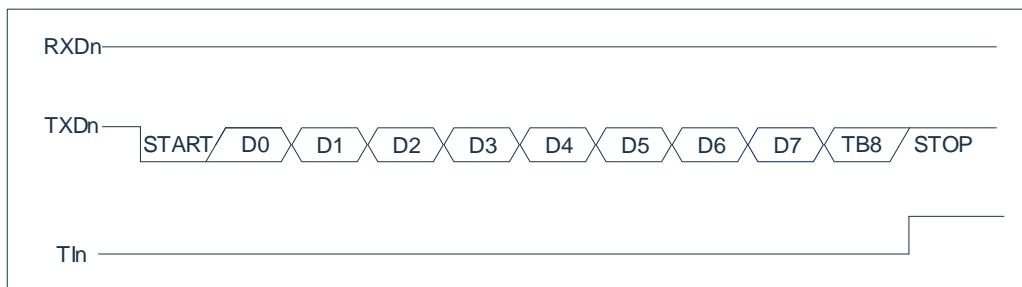 RXDn
TXDn
START D0 D1 D2 D3 D4 D5 D6 D7 TB8 STOP
TIn